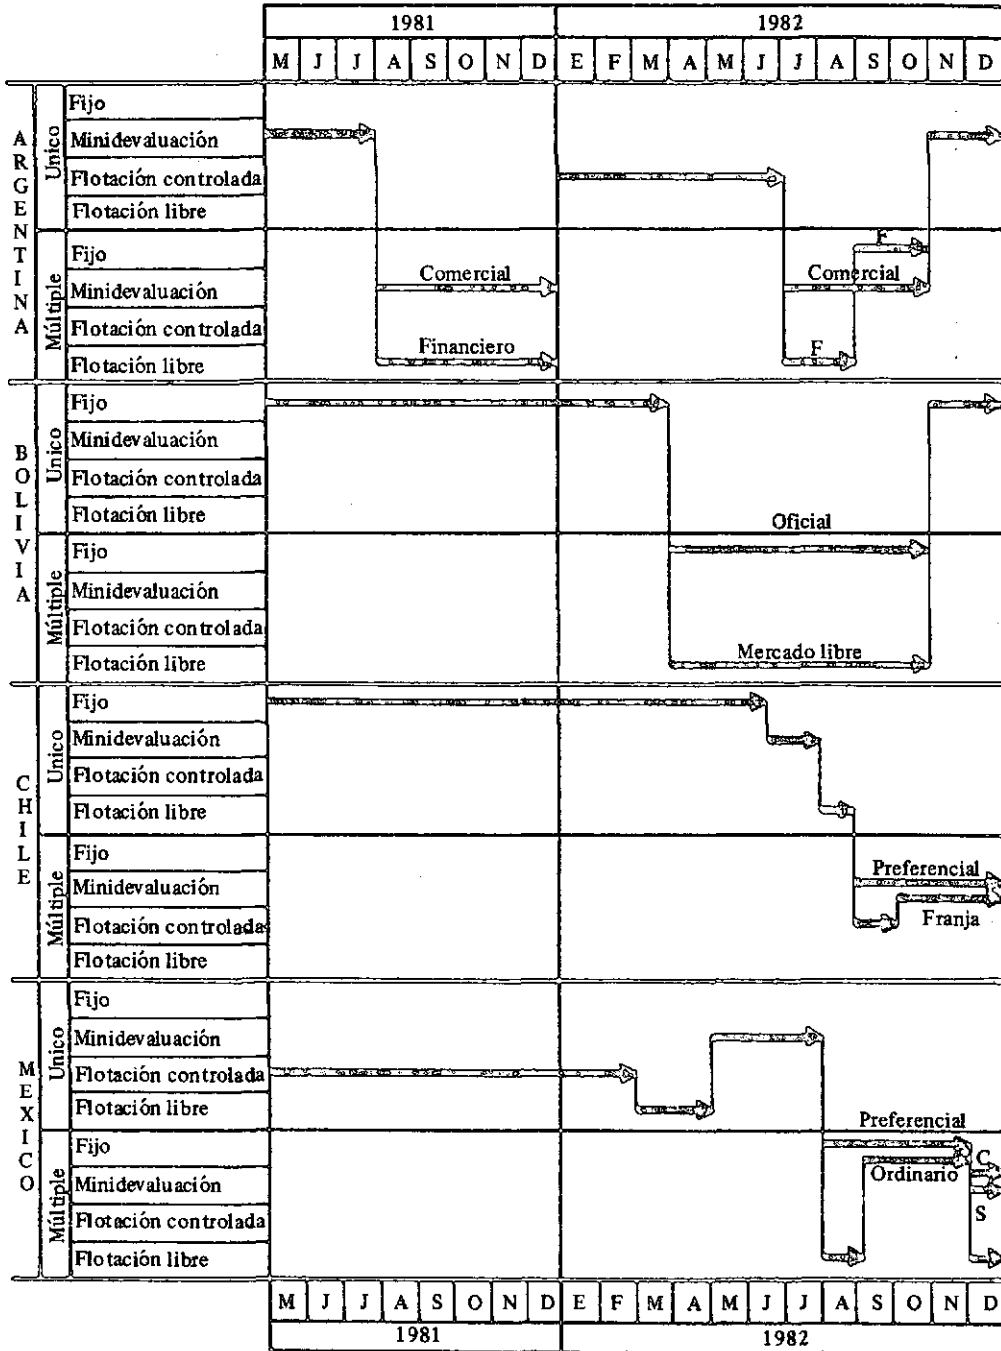 1981 1982
M J J A S O N D E F M A M J J A S O N D
ARGENTINA
Unico
Fijo
Minidevaluación
Flotación controlada
Flotación libre
Múltiple
Fijo
F
Minidevaluación
Comercial Comercial
Flotación controlada
Flotación libre
Financiero F
BOLIVIA
Unico
Fijo
Minidevaluación
Flotación controlada
Flotación libre
Oficial
Múltiple
Fijo
Minidevaluación
Flotación controlada
Flotación libre
Mercado libre
CHILE
Unico
Fijo
Minidevaluación
Flotación controlada
Flotación libre
Múltiple
Fijo
Preferencial
Minidevaluación
Flotación controlada
Franja
Flotación libre
MEXICO
Unico
Fijo
Minidevaluación
Flotación controlada
Flotación libre
Preferencial
Múltiple
Fijo
C
Ordinario
Minidevaluación
S
Flotación controlada
Flotación libre
M J J A S O N D E F M A M J J A S O N D
1981 1982